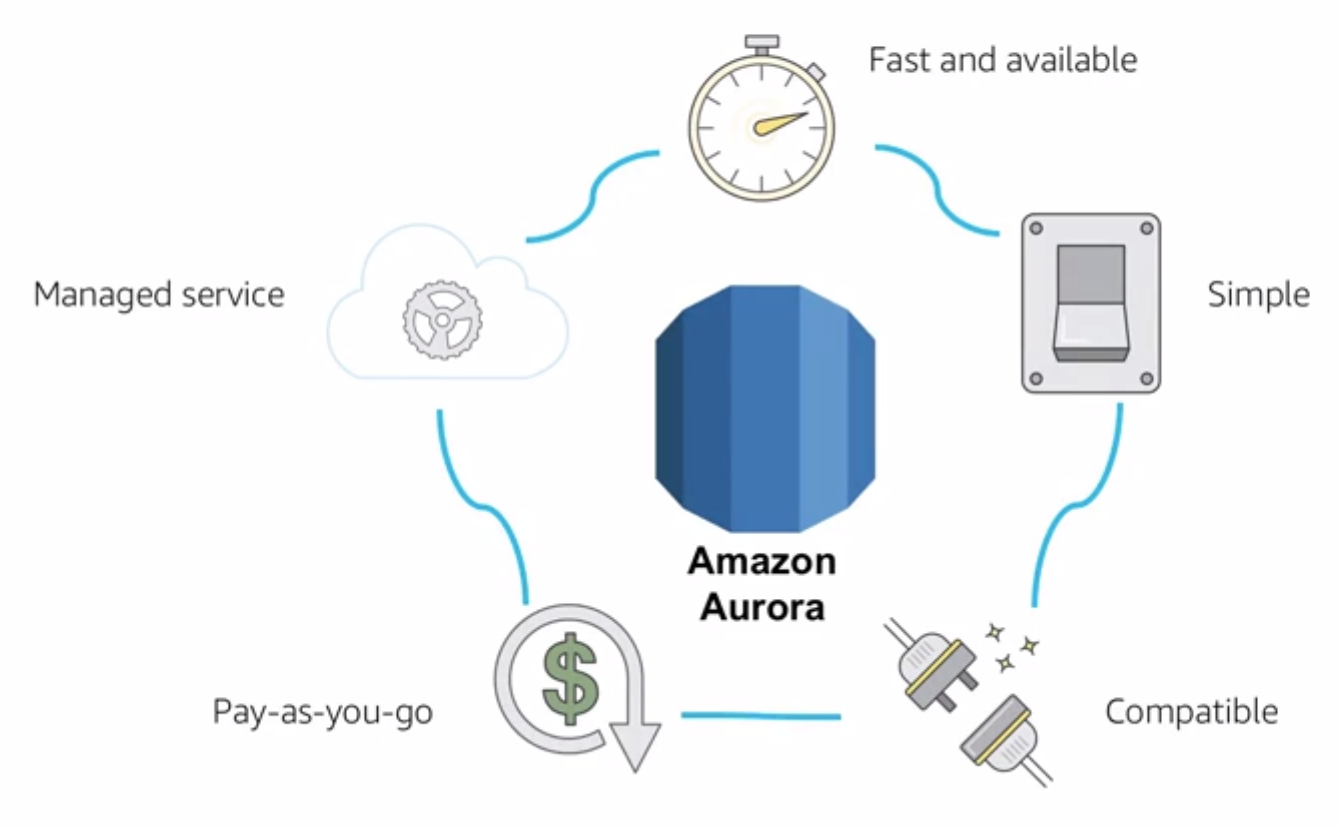 Fast and available
Managed service
Simple
Amazon
Aurora
Pay-as-you-go
Compatible